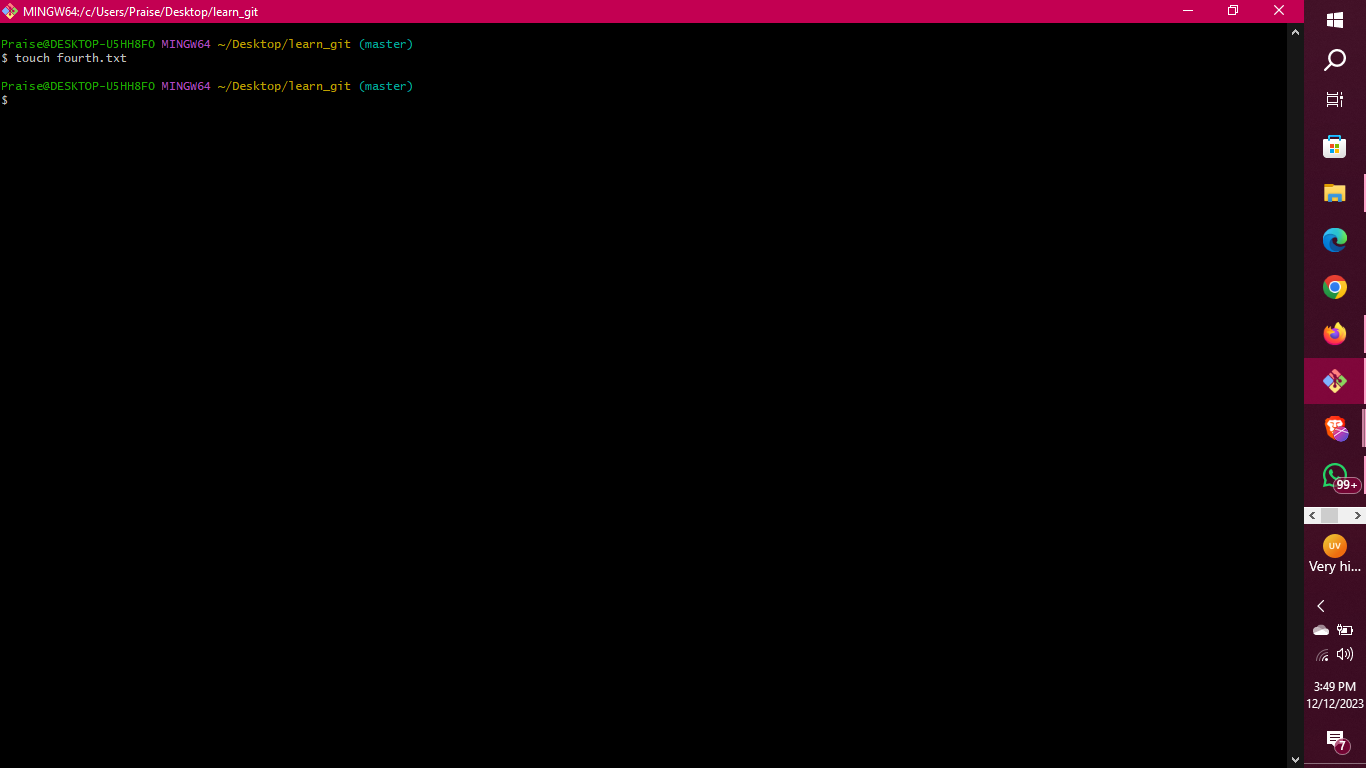 MINGW64:/c/Users/Praise/Desktop/learn_git
Praise@DESKTOP-U5HH8FO MINGW64 ~/Desktop/learn_git (master)
$ touch fourth.txt
Praise@DESKTOP-U5HH8FO MINGW64 ~/Desktop/learn_git (master)
$
99+
UV
Very hi...
3:49 PM
12/12/2023
7